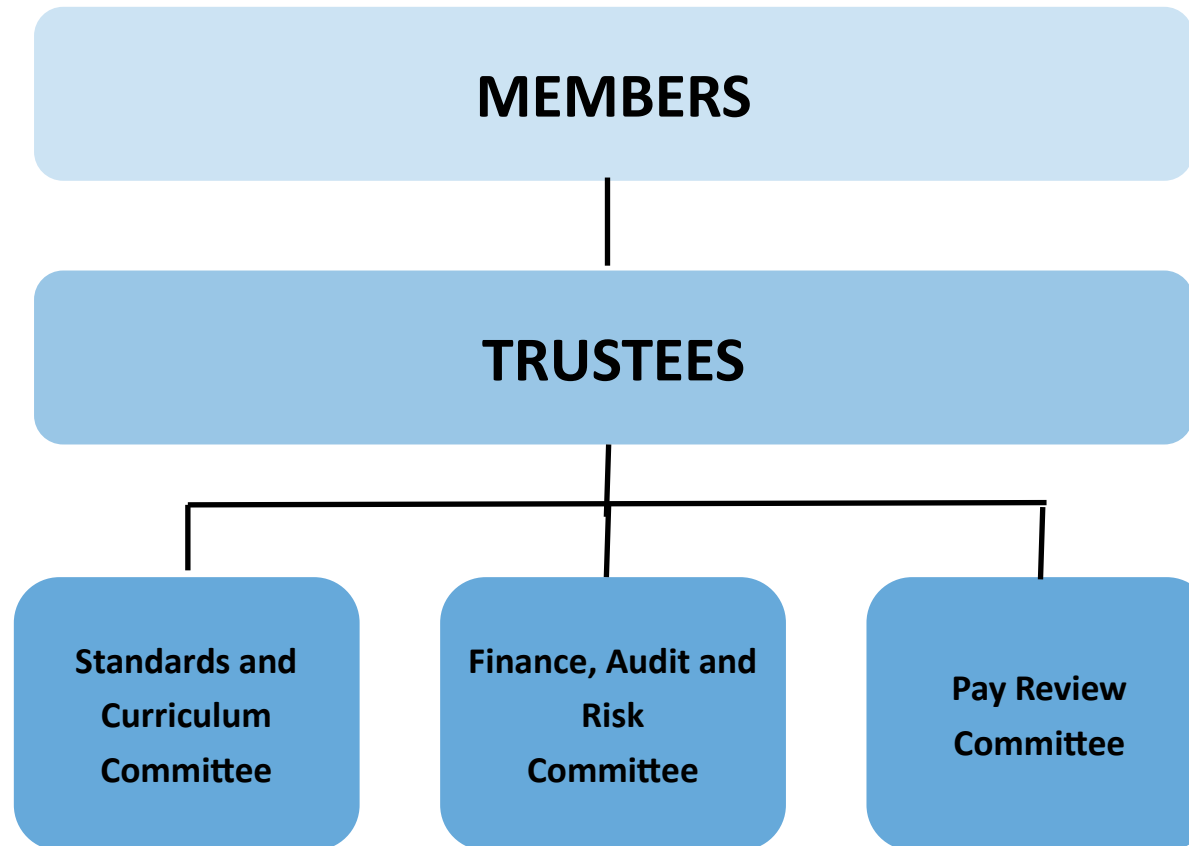 MEMBERS
TRUSTEES
Standards and
Curriculum
Committee
Finance, Audit and
Risk
Committee
Pay Review
Committee